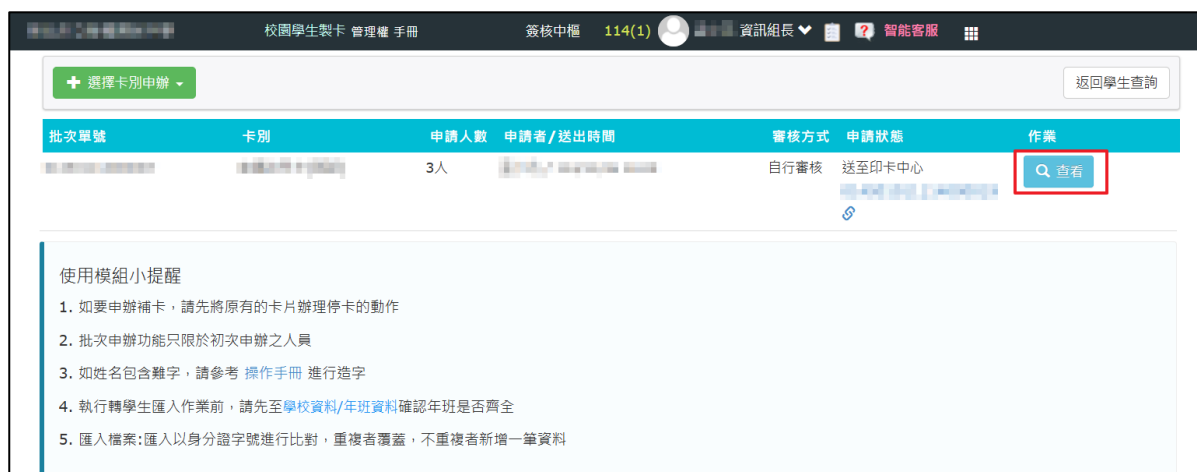 校園學生製卡 管理權 手冊 簽核中樞 114(1) 資訊組長 智能客服
選擇卡別申辦 返回學生查詢
批次單號 卡別 申請人數 申請者/送出時間 審核方式 申請狀態 作業
3人 自行審核 送至印卡中心 查看
使用模組小提醒
1. 如要申辦補卡，請先將原有的卡片辦理停卡的動作
2. 批次申辦功能只限於初次申辦之人員
3. 如姓名包含難字，請參考 操作手冊 進行造字
4. 執行轉學生匯入作業前，請先至學校資料/年班資料確認年班是否齊全
5. 匯入檔案:匯入以身分證字號進行比對，重複者覆蓋，不重複者新增一筆資料